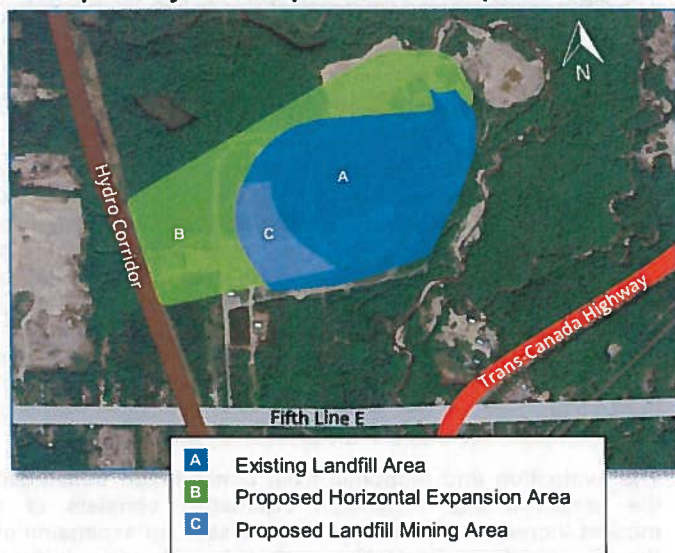 N
A
B
C
Hydro Corridor
Trans-Canada Highway
Fifth Line E
A Existing Landfill Area
B Proposed Horizontal Expansion Area
C Proposed Landfill Mining Area